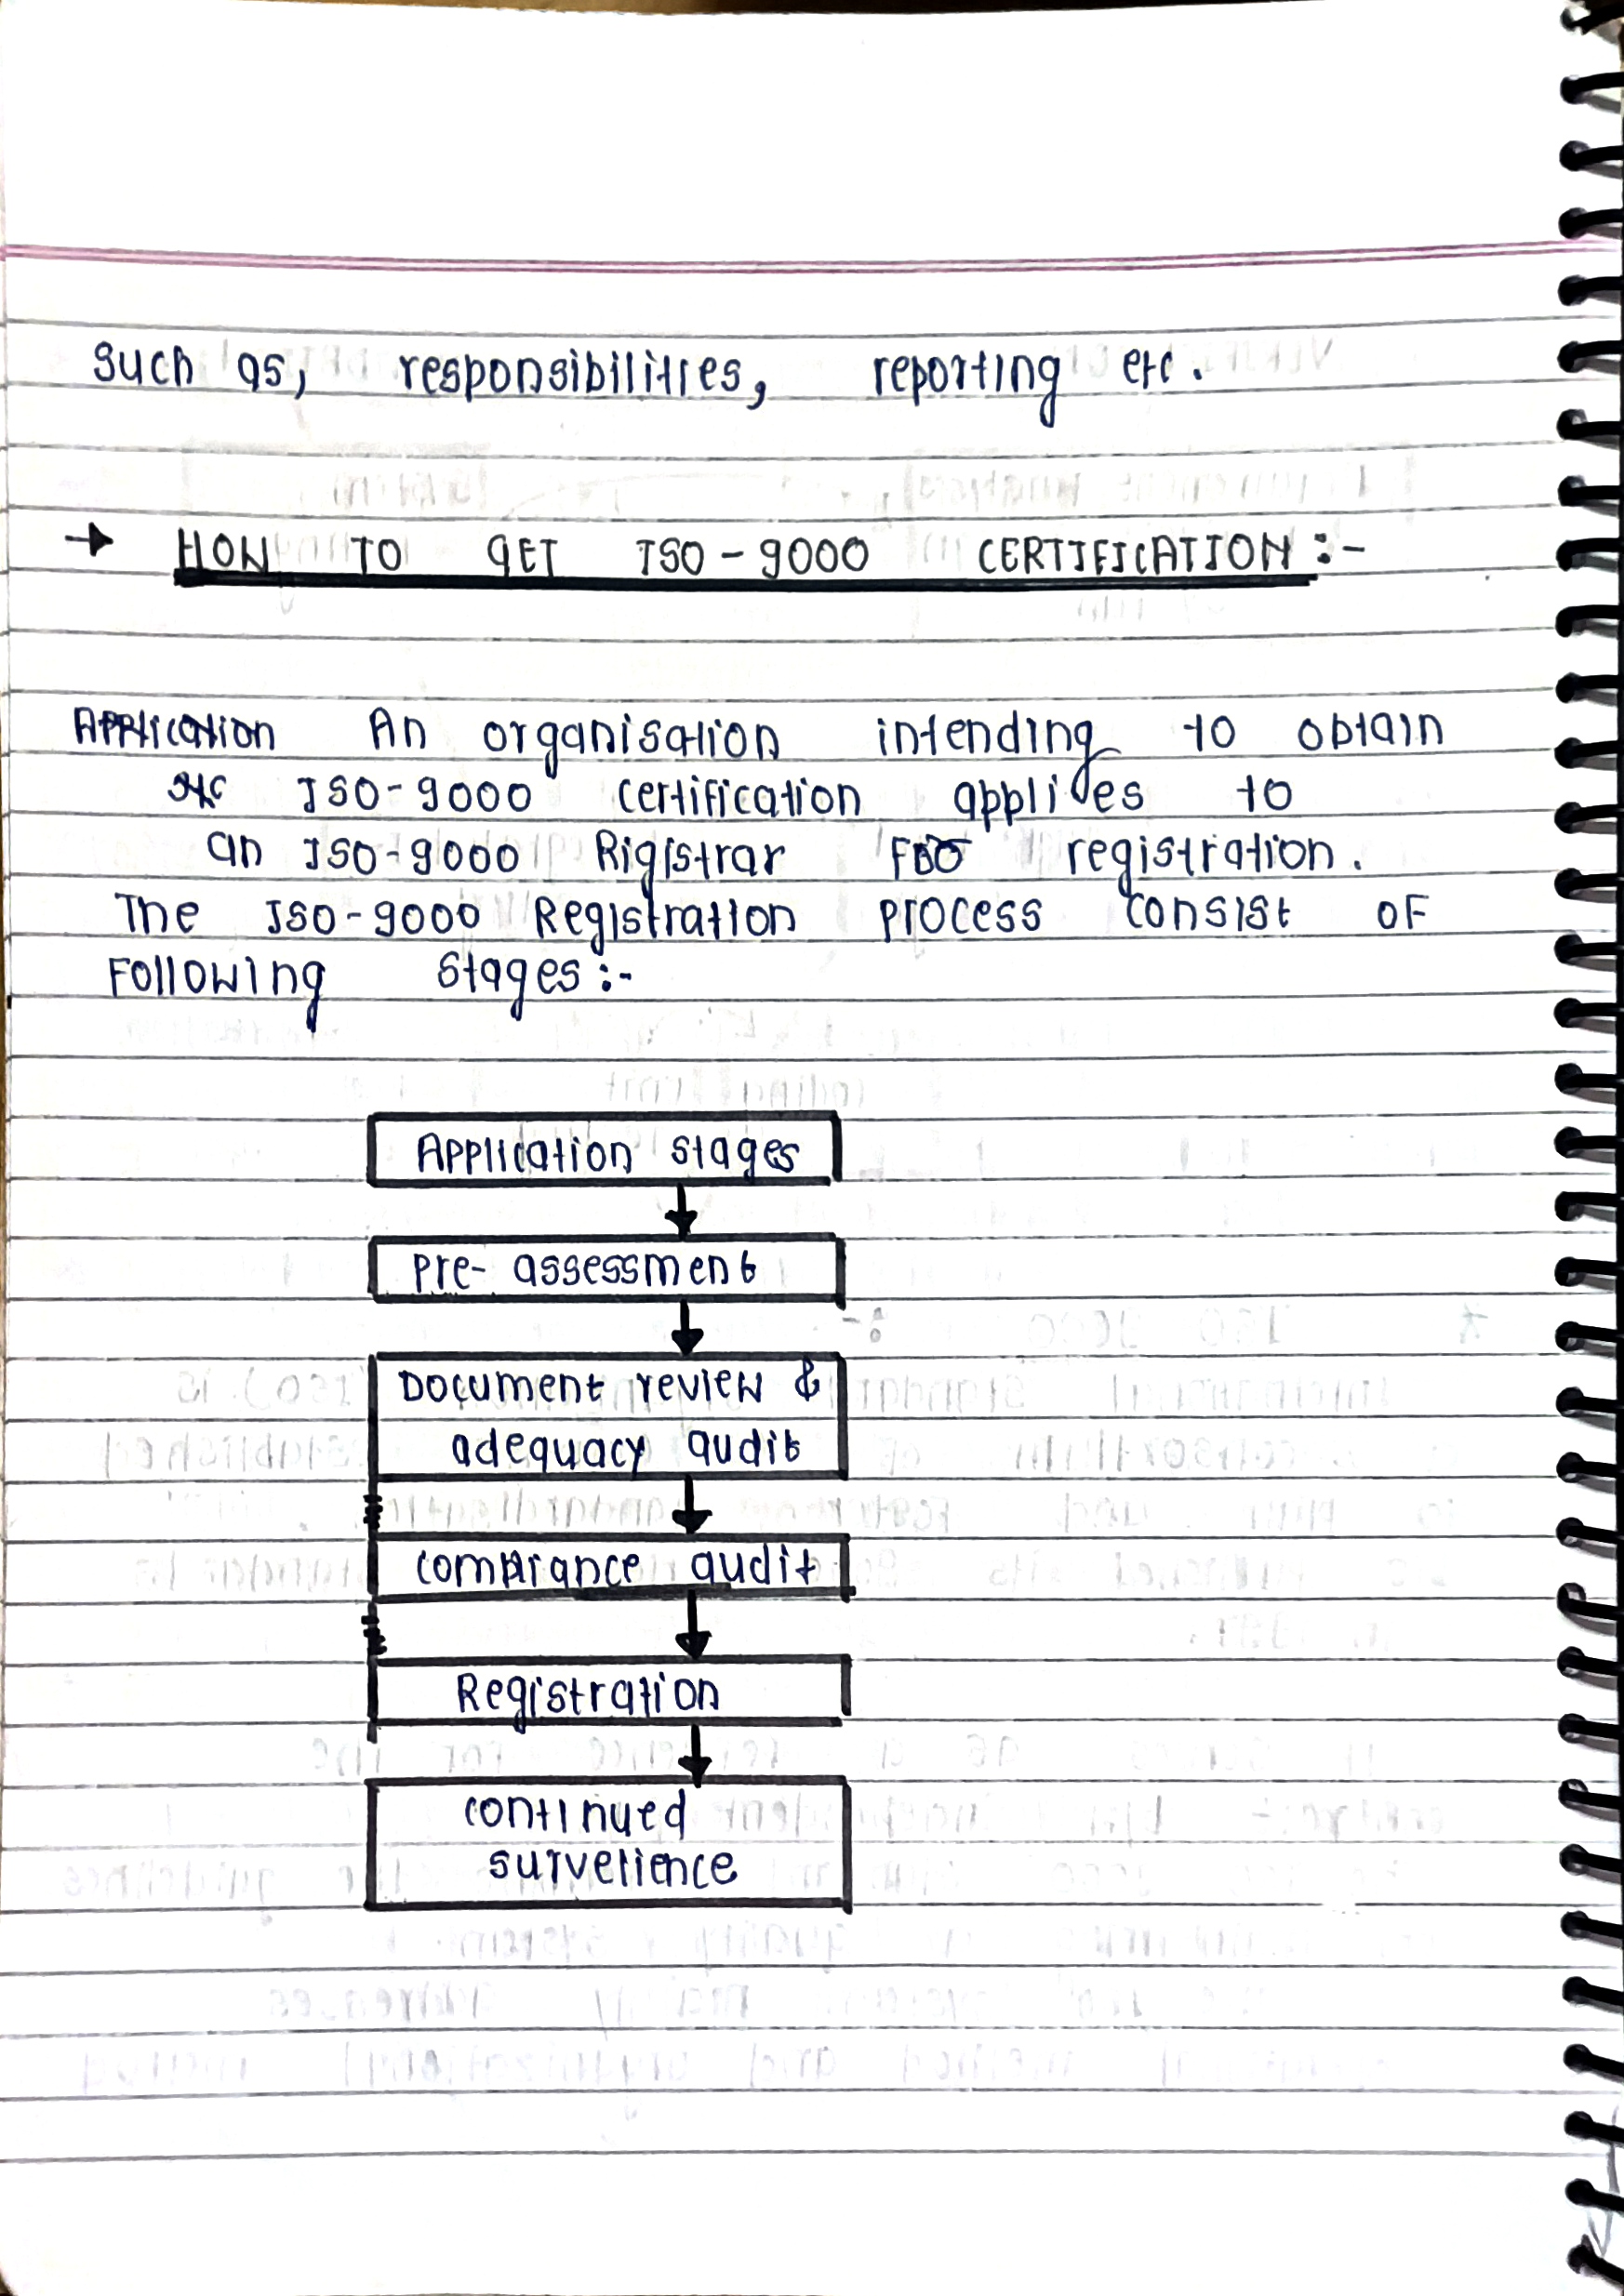 such as, responsibilities, reporting etc.
→ HOW TO GET ISO-9000 CERTIFICATION:-
Application An organisation intending to obtain
ISO-9000 certification applies to
an ISO-9000 Rigistrar For registration.
The ISO-9000 Registration process consist of
Following stages:-
Application stages
pre-assessment
Document review &
adequacy audit
compliance audit
Registration
continued
surveilence